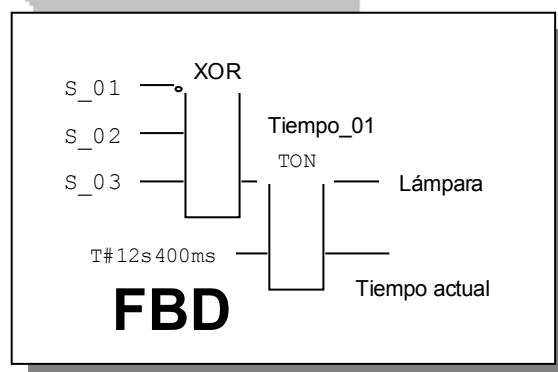 XOR
S_01
S_02
Tiempo_01
TON
S_03
Lámpara
T#12s400ms
Tiempo actual
FBD